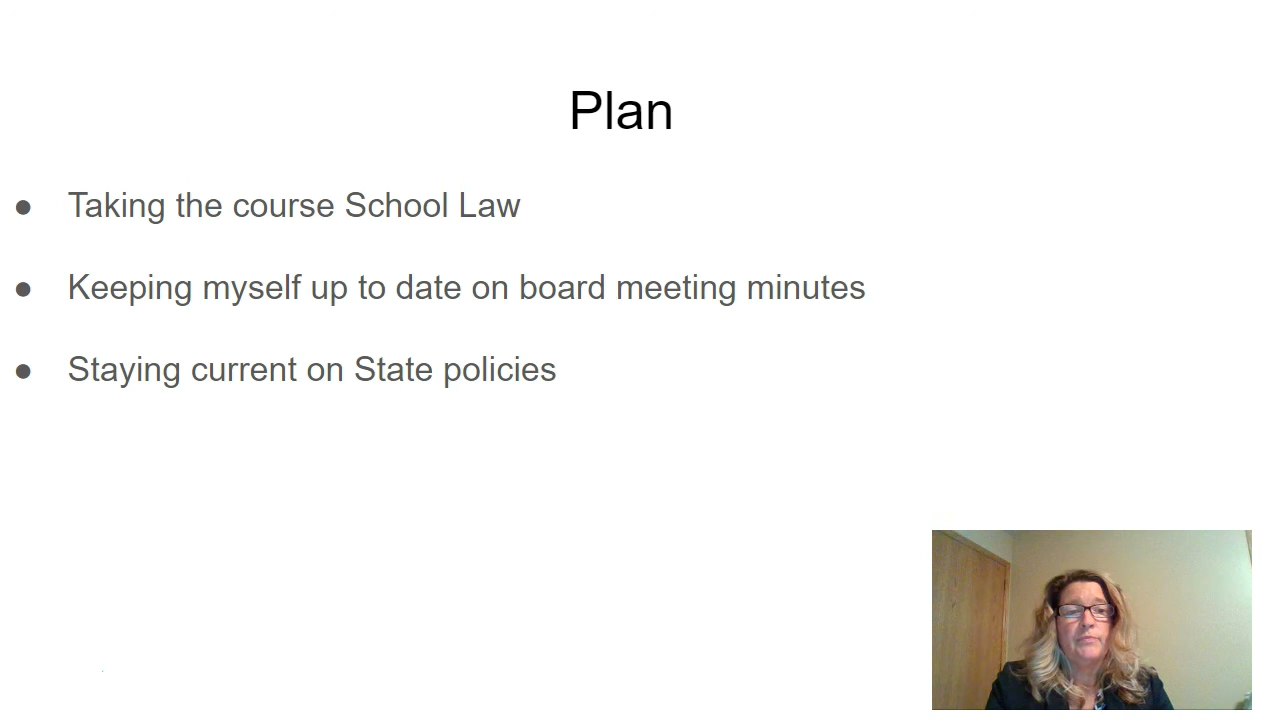 Plan
● Taking the course School Law
● Keeping myself up to date on board meeting minutes
● Staying current on State policies